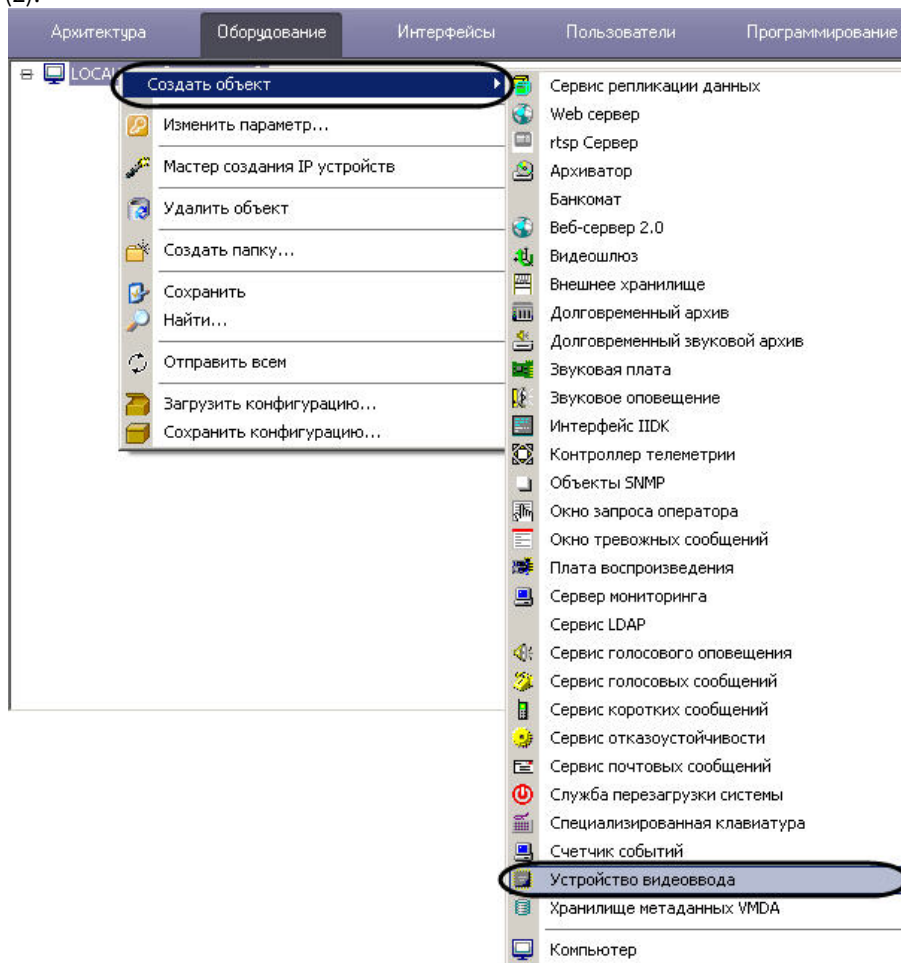 (2).
Архитектура Оборудование Интерфейсы Пользователи Программирование
LOCAL
Создать объект
Изменить параметр...
Мастер создания IP устройств
Удалить объект
Создать папку...
Сохранить
Найти...
Отправить всем
Загрузить конфигурацию...
Сохранить конфигурацию...
Сервис репликации данных
Web сервер
rtsp Сервер
Архиватор
Банкомат
Веб-сервер 2.0
Видеошлюз
Внешнее хранилище
Долговременный архив
Долговременный звуковой архив
Звуковая плата
Звуковое оповещение
Интерфейс IIDK
Контроллер телеметрии
Объекты SNMP
Окно запроса оператора
Окно тревожных сообщений
Плата воспроизведения
Сервер мониторинга
Сервис LDAP
Сервис голосового оповещения
Сервис голосовых сообщений
Сервис коротких сообщений
Сервис отказоустойчивости
Сервис почтовых сообщений
Служба перезагрузки системы
Специализированная клавиатура
Счетчик событий
Устройство видеоввода
Хранилище метаданных VMDA
Компьютер